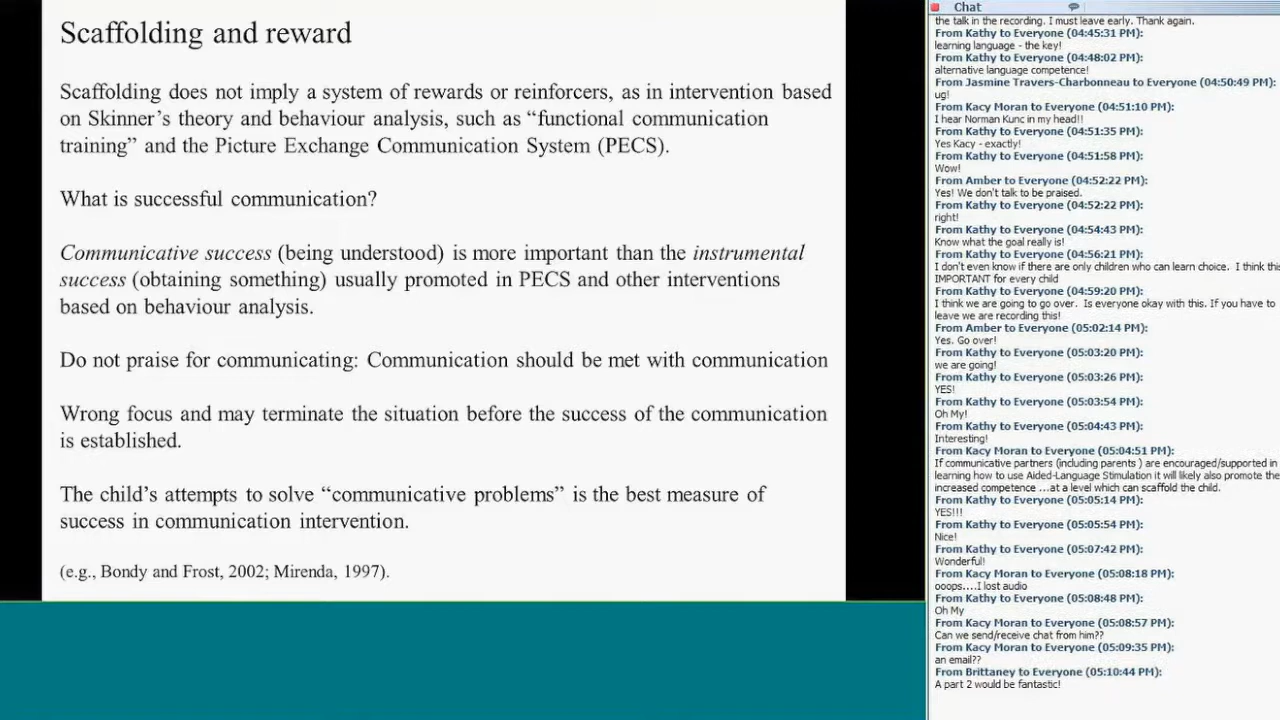 Scaffolding and reward
Scaffolding does not imply a system of rewards or reinforcers, as in intervention based
on Skinner's theory and behaviour analysis, such as “functional communication
training” and the Picture Exchange Communication System (PECS).
What is successful communication?
Communicative success (being understood) is more important than the instrumental
success (obtaining something) usually promoted in PECS and other interventions
based on behaviour analysis.
Do not praise for communicating: Communication should be met with communication
Wrong focus and may terminate the situation before the success of the communication
is established.
The child's attempts to solve “communicative problems” is the best measure of
success in communication intervention.
(e.g., Bondy and Frost, 2002; Mirenda, 1997).
Chat
the talk in the recording. I must leave early. Thank again.
From Kathy to Everyone (04:45:31 PM):
learning language - the key!
From Kathy to Everyone (04:48:02 PM):
alternative language competence!
From Jasmine Travers-Charbonneau to Everyone (04:50:49 PM):
ug!
From Kacy Moran to Everyone (04:51:10 PM):
I hear Norman Kunc in my head!!
From Kathy to Everyone (04:51:35 PM):
Yes Kacy - exactly!
From Kathy to Everyone (04:51:58 PM):
Wow!
From Amber to Everyone (04:52:22 PM):
Yes! We don't talk to be praised.
From Kathy to Everyone (04:52:22 PM):
right!
From Kathy to Everyone (04:54:43 PM):
Know what the goal really is!
From Kathy to Everyone (04:56:21 PM):
I don't even know if there are only children who can learn choice. I think this
IMPORTANT for every child
From Kathy to Everyone (04:59:20 PM):
I think we are going to go over. Is everyone okay with this. If you have to
leave we are recording this!
From Amber to Everyone (05:02:14 PM):
Yes. Go over!
From Kathy to Everyone (05:03:20 PM):
we are going!
From Kathy to Everyone (05:03:26 PM):
YES!
From Kathy to Everyone (05:03:54 PM):
Oh My!
From Kathy to Everyone (05:04:43 PM):
Interesting!
From Kacy Moran to Everyone (05:04:51 PM):
If communicative partners (including parents ) are encouraged/supported in
learning how to use Aided-Language Stimulation it will likely also promote the
increased competence ...at a level which can scaffold the child.
From Kathy to Everyone (05:05:14 PM):
YES!!!
From Kathy to Everyone (05:05:54 PM):
Nice!
From Kathy to Everyone (05:07:42 PM):
Wonderful!
From Kacy Moran to Everyone (05:08:18 PM):
ooops....I lost audio
From Kathy to Everyone (05:08:48 PM):
Oh My
From Kacy Moran to Everyone (05:08:57 PM):
Can we send/receive chat from him??
From Kacy Moran to Everyone (05:09:35 PM):
an email??
From Brittaney to Everyone (05:10:44 PM):
A part 2 would be fantastic!